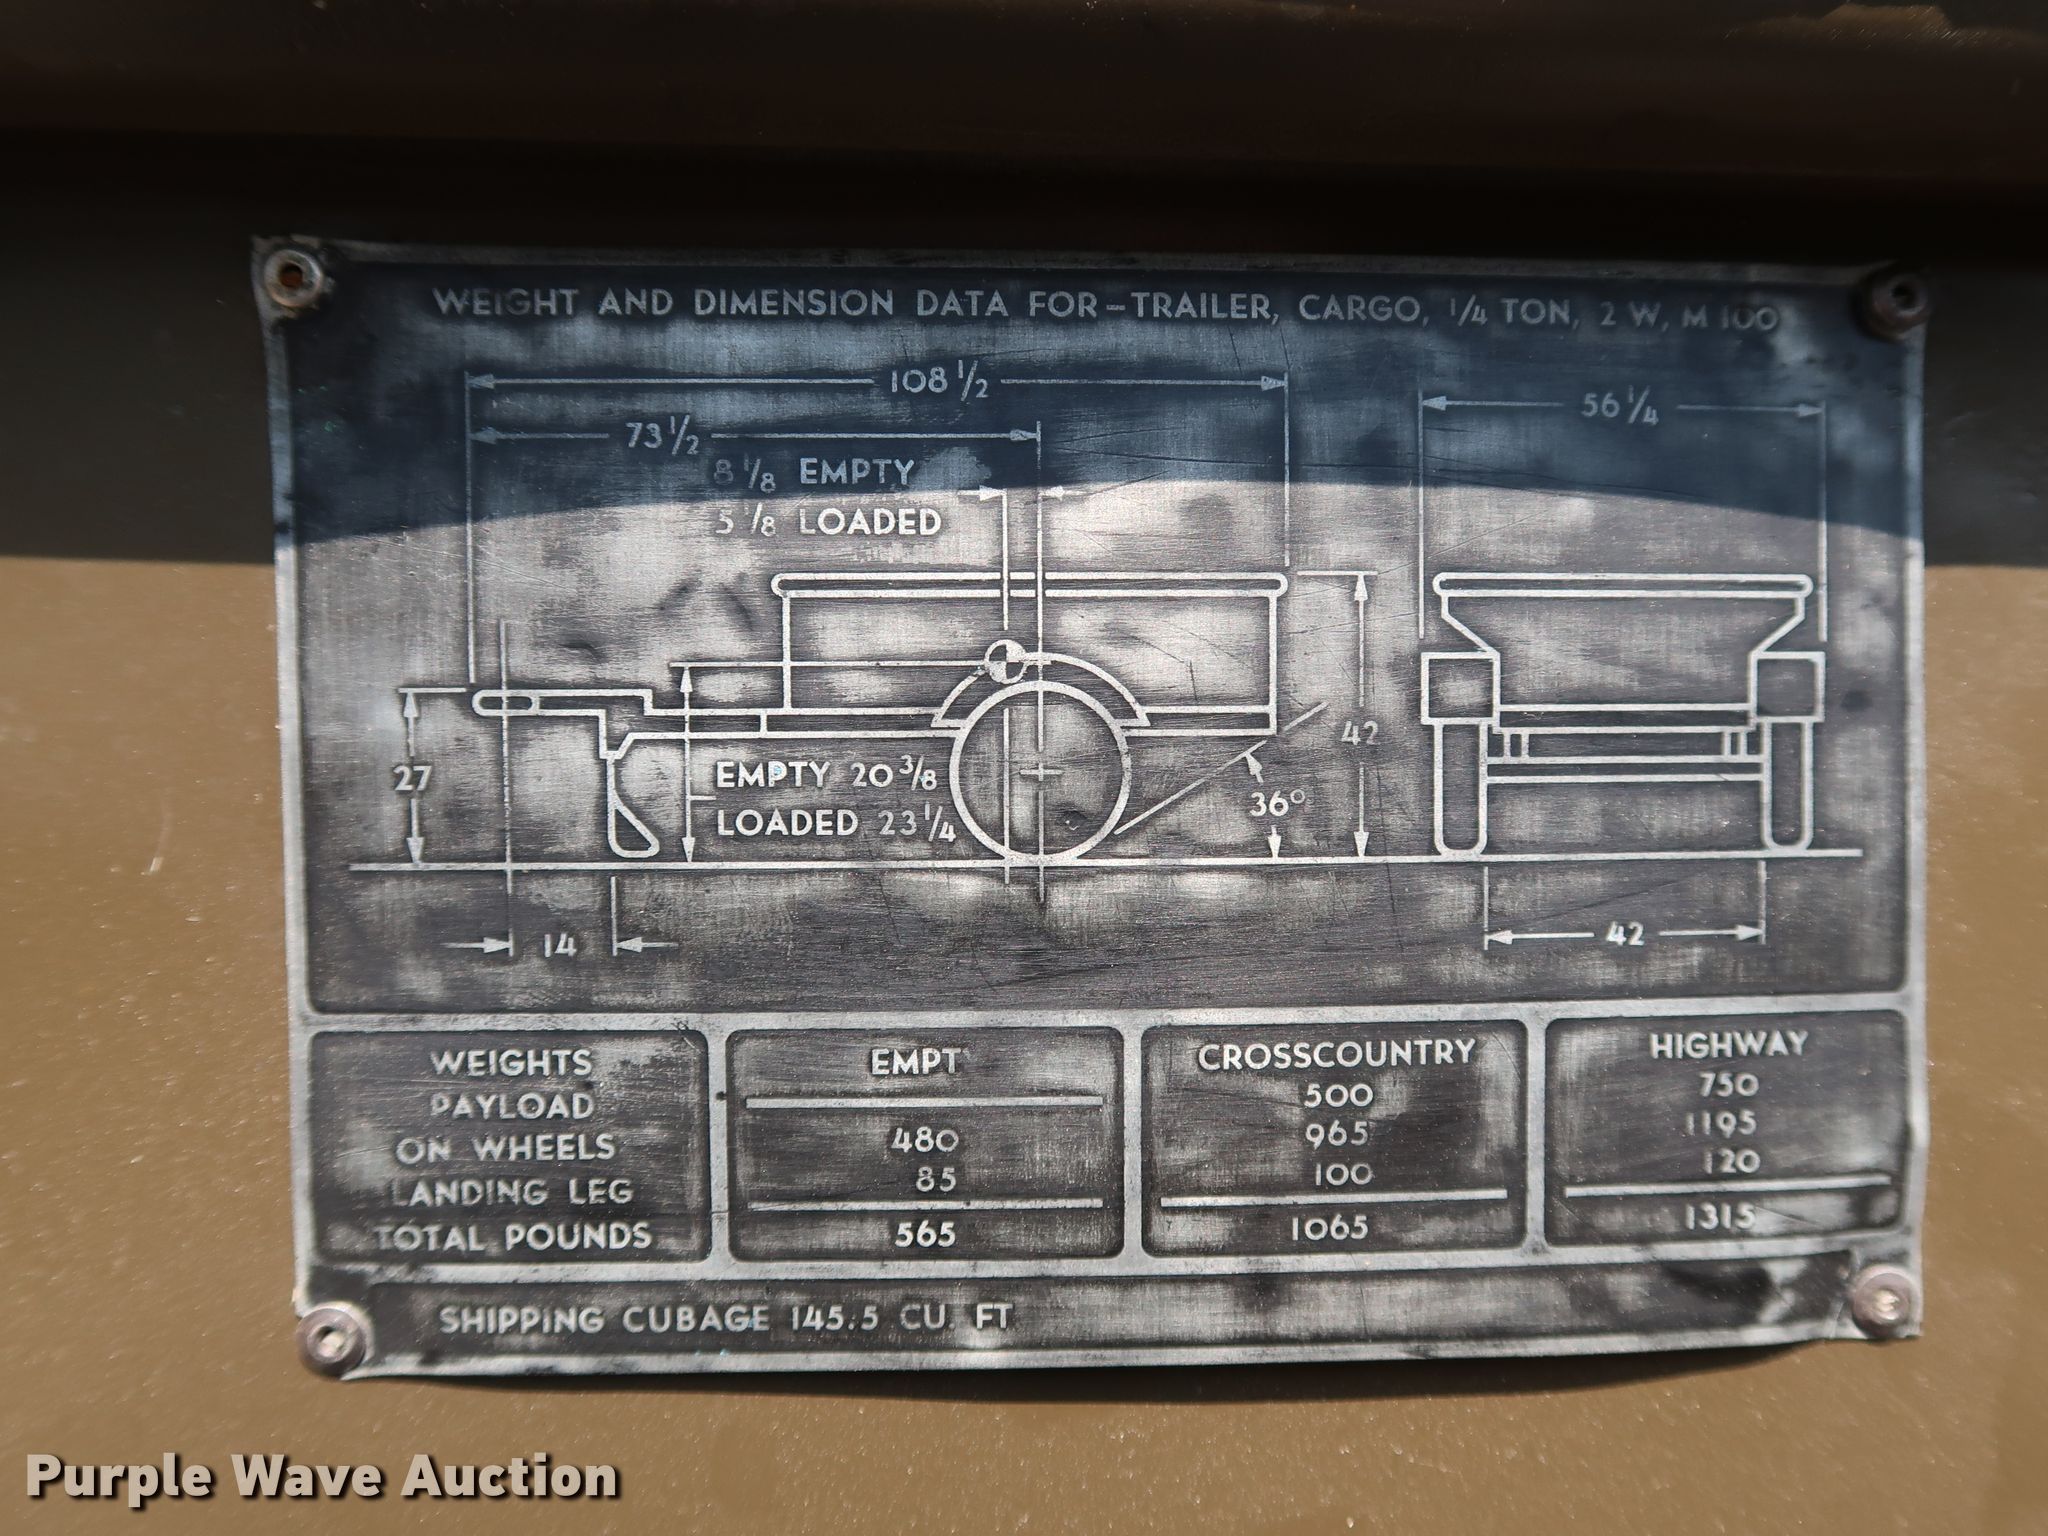 WEIGHT AND DIMENSION DATA FOR-TRAILER, CARGO, 1/4 TON, 2 W, M 100
108 1/2
56 1/4
73 1/2
8 1/8 EMPTY
5 1/8 LOADED
42
27
EMPTY 20 3/8
36°
LOADED 23 1/4
14
42
WEIGHTS EMPT CROSSCOUNTRY HIGHWAY
PAYLOAD 500 750
ON WHEELS 480 965 1195
LANDING LEG 85 100 120
TOTAL POUNDS 565 1065 1315
SHIPPING CUBAGE 145.5 CU. FT
Purple Wave Auction